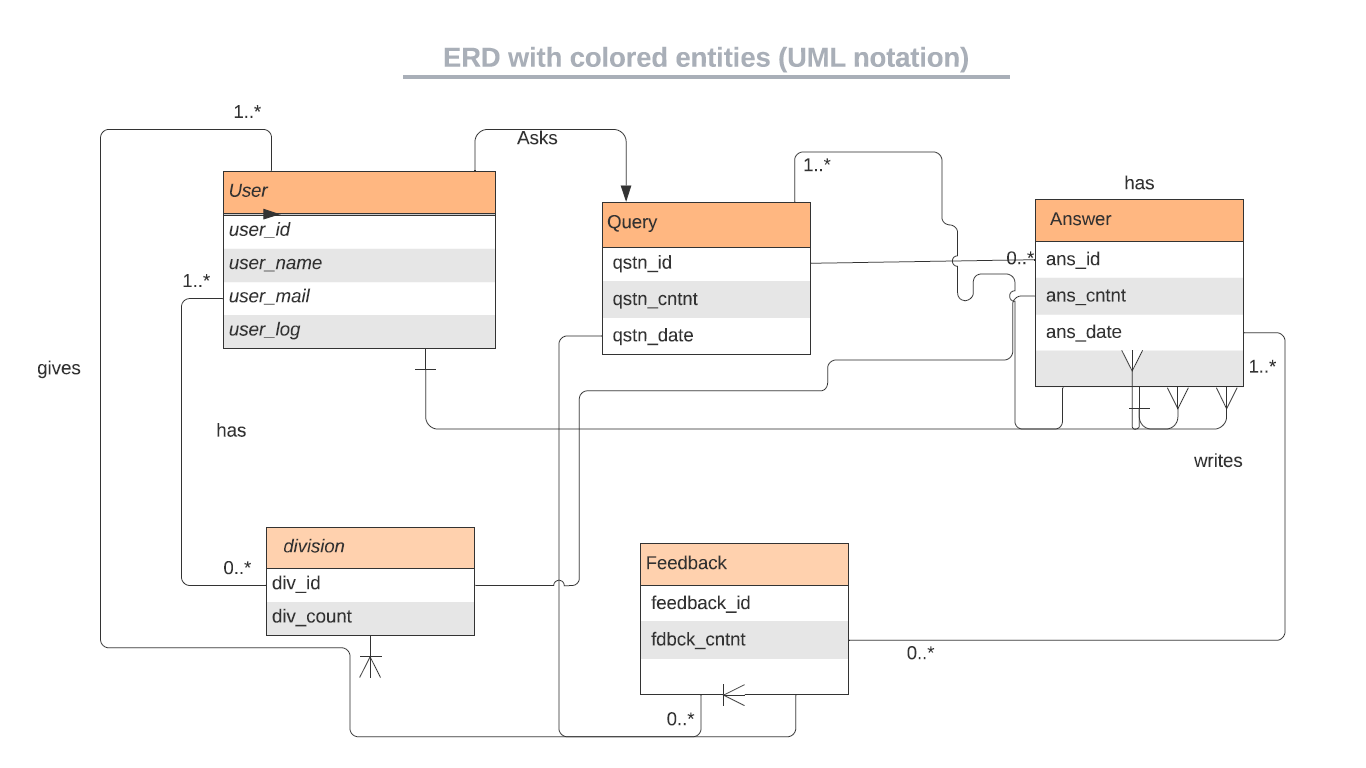 ERD with colored entities (UML notation)
1..*
Asks
1..*
has
User
user_id
user_name
user_mail
user_log
1..*
Query
qstn_id
qstn_cntnt
qstn_date
0..*
Answer
ans_id
ans_cntnt
ans_date
1..*
gives
has
writes
division
div_id
div_count
0..*
Feedback
feedback_id
fdbck_cntnt
0..*
0..*